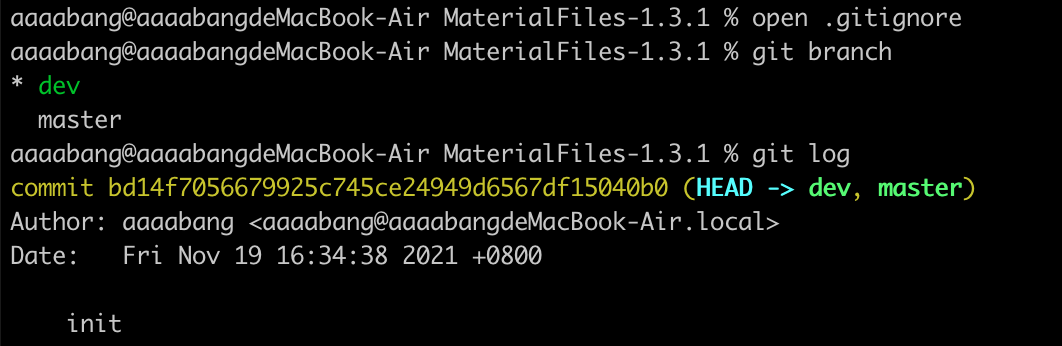 aaaabang@aaaabangdeMacBook-Air MaterialFiles-1.3.1 % open .gitignore
aaaabang@aaaabangdeMacBook-Air MaterialFiles-1.3.1 % git branch
* dev
master
aaaabang@aaaabangdeMacBook-Air MaterialFiles-1.3.1 % git log
commit bd14f7056679925c745ce24949d6567df15040b0 (HEAD -> dev, master)
Author: aaaabang <aaaabang@aaaabangdeMacBook-Air.local>
Date:   Fri Nov 19 16:34:38 2021 +0800
init